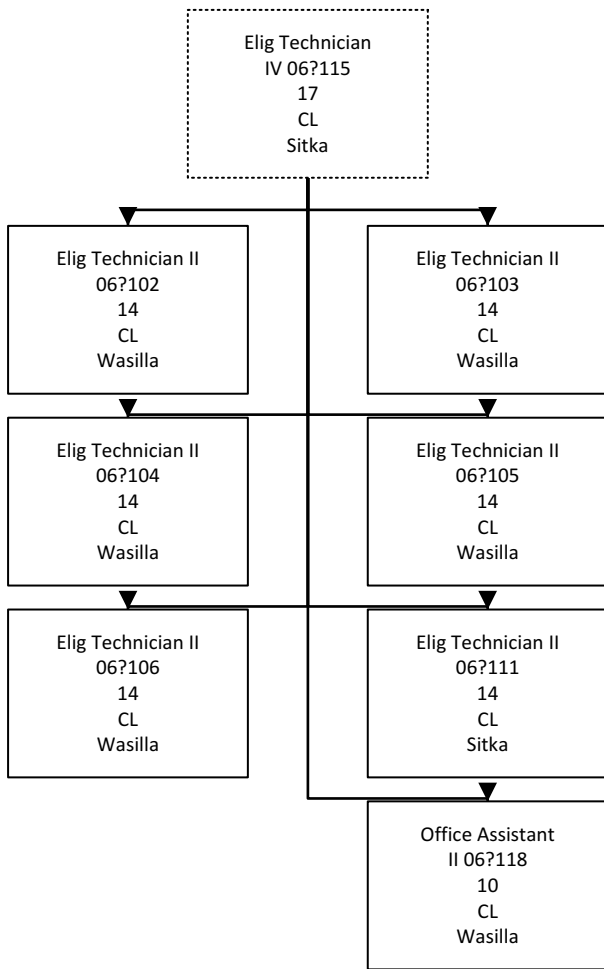 Elig Technician
IV 06?115
17
CL
Sitka
Elig Technician II
06?102
14
CL
Wasilla
Elig Technician II
06?103
14
CL
Wasilla
Elig Technician II
06?104
14
CL
Wasilla
Elig Technician II
06?105
14
CL
Wasilla
Elig Technician II
06?106
14
CL
Wasilla
Elig Technician II
06?111
14
CL
Sitka
Office Assistant
II 06?118
10
CL
Wasilla